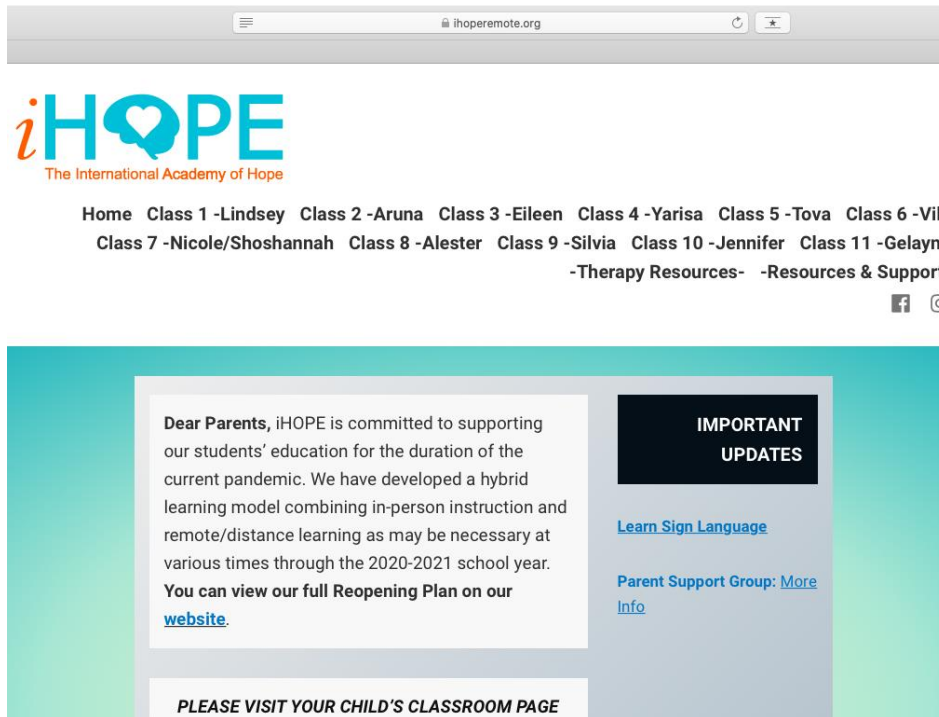 ihoperemote.org
iHOPE
The International Academy of Hope
Home Class 1 -Lindsey Class 2 -Aruna Class 3 -Eileen Class 4 -Yarisa Class 5 -Tova Class 6 -
Class 7 -Nicole/Shoshannah Class 8 -Alester Class 9 -Silvia Class 10 -Jennifer Class 11 -
-Therapy Resources- -Resources &
Dear Parents, iHOPE is committed to supporting
our students’ education for the duration of the
current pandemic. We have developed a hybrid
learning model combining in-person instruction and
remote/distance learning as may be necessary at
various times through the 2020-2021 school year.
You can view our full Reopening Plan on our
website.
PLEASE VISIT YOUR CHILD’S CLASSROOM PAGE
IMPORTANT
UPDATES
Learn Sign Language
Parent Support Group: More
Info